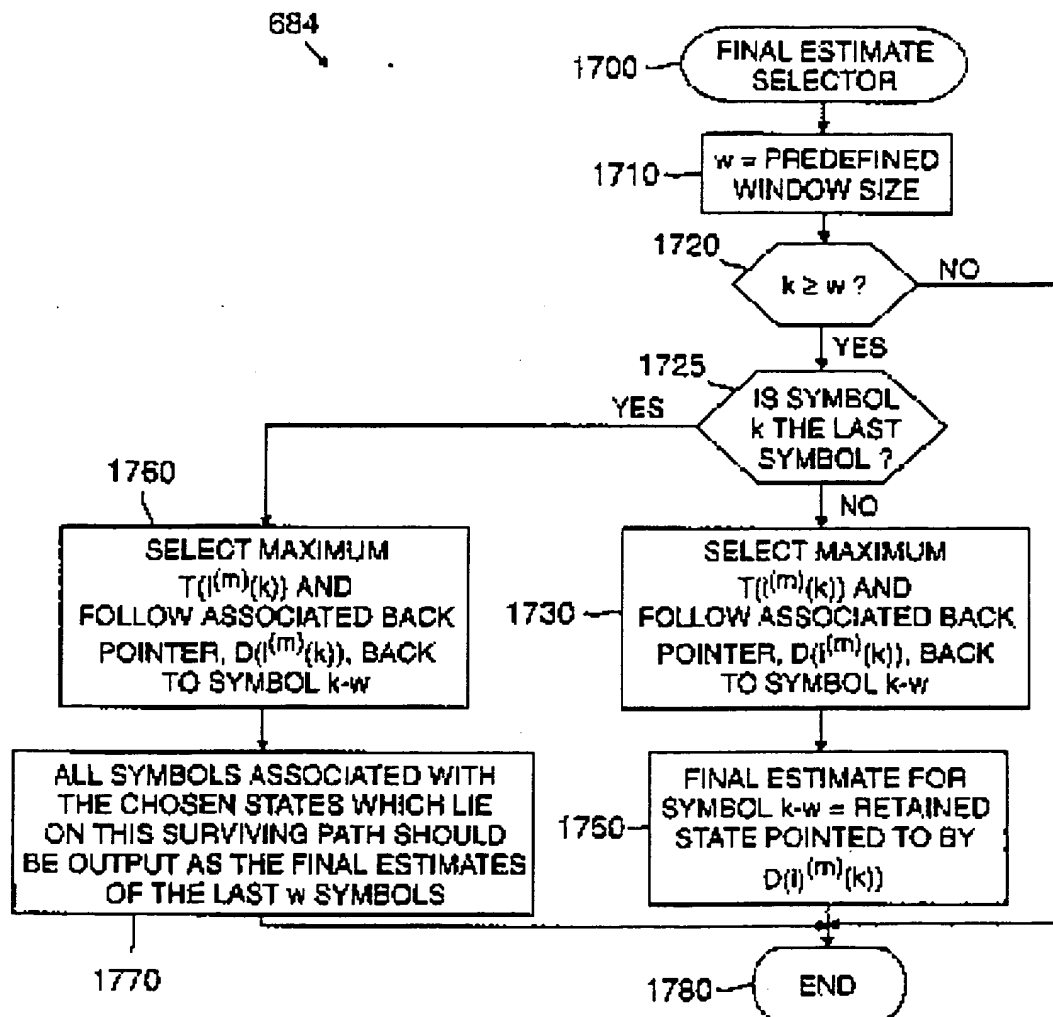 684
1700
FINAL ESTIMATE
SELECTOR
1710
w = PREDEFINED
WINDOW SIZE
1720
k ≥ w ?
NO
YES
1725
IS SYMBOL
k THE LAST
SYMBOL ?
YES
NO
1760
SELECT MAXIMUM
T(i^(m)(k)) AND
FOLLOW ASSOCIATED BACK
POINTER, D(i^(m)(k)), BACK
TO SYMBOL k-w
1730
SELECT MAXIMUM
T(i^(m)(k)) AND
FOLLOW ASSOCIATED BACK
POINTER, D(i^(m)(k)), BACK
TO SYMBOL k-w
ALL SYMBOLS ASSOCIATED WITH
THE CHOSEN STATES WHICH LIE
ON THIS SURVIVING PATH SHOULD
BE OUTPUT AS THE FINAL ESTIMATES
OF THE LAST w SYMBOLS
1770
1750
FINAL ESTIMATE FOR
SYMBOL k-w = RETAINED
STATE POINTED TO BY
D(i)^(m)(k))
1780
END